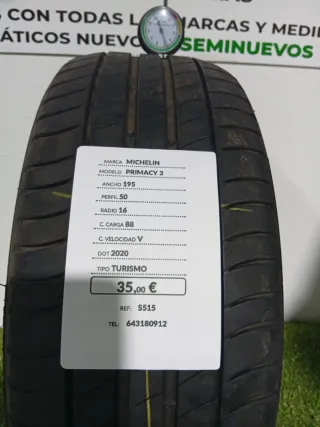 S CON TODAS LAS MARCAS Y MEDI
ÁTICOS NUEVOS SEMINUEVOS
MARCA MICHELIN
MODELO PRIMACY 3
ANCHO 195
PERFIL 50
RADIO 16
C. CARGA 88
C. VELOCIDAD V
DOT 2020
TIPO TURISMO
35,00 €
REF: S515
TEL: 643180912